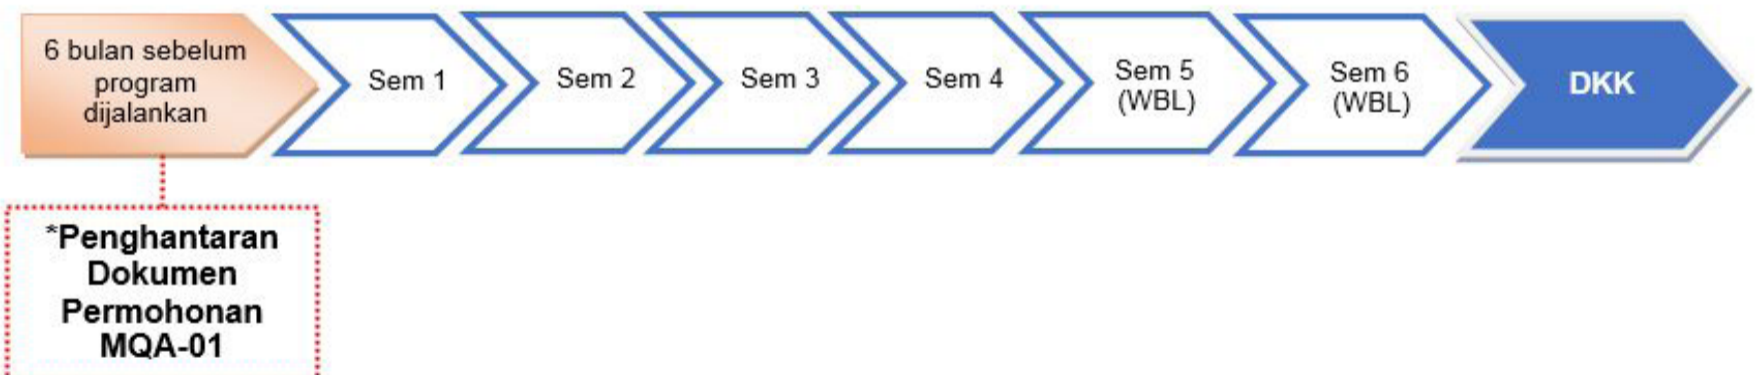 6 bulan sebelum
program
dijalankan
Sem 1
Sem 2
Sem 3
Sem 4
Sem 5
(WBL)
Sem 6
(WBL)
DKK
*Penghantaran
Dokumen
Permohonan
MQA-01